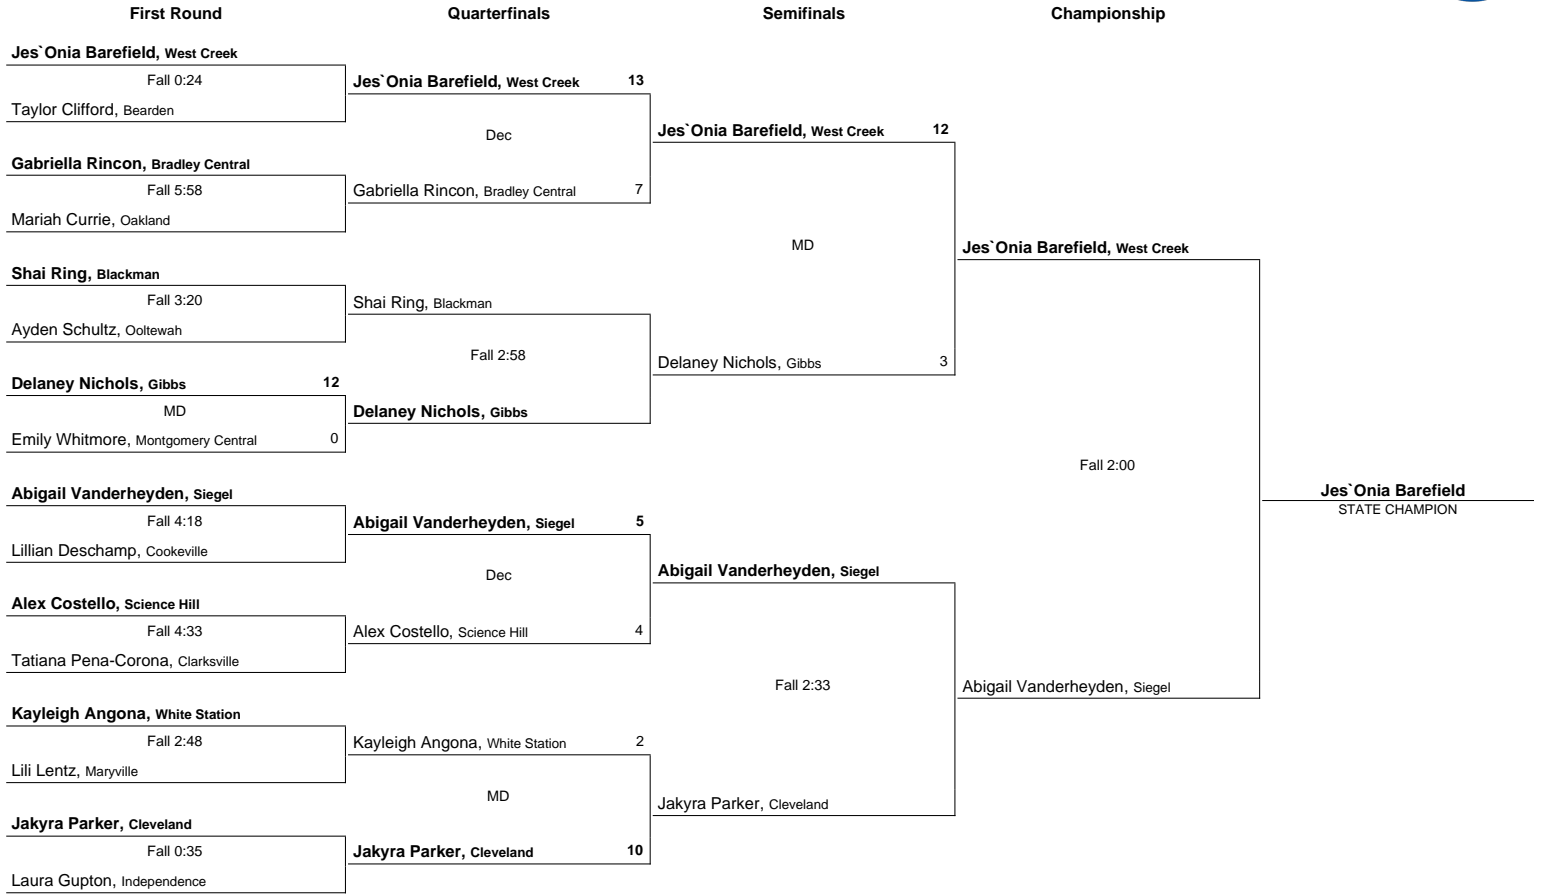 First Round
Quarterfinals
Semifinals
Championship
Jes`Onia Barefield, West Creek
Fall 0:24
Taylor Clifford, Bearden
Gabriella Rincon, Bradley Central
Fall 5:58
Mariah Currie, Oakland
Shai Ring, Blackman
Fall 3:20
Ayden Schultz, Ooltewah
Delaney Nichols, Gibbs 12
MD
Emily Whitmore, Montgomery Central 0
Abigail Vanderheyden, Siegel
Fall 4:18
Lillian Deschamp, Cookeville
Alex Costello, Science Hill
Fall 4:33
Tatiana Pena-Corona, Clarksville
Kayleigh Angona, White Station
Fall 2:48
Lili Lentz, Maryville
Jakyra Parker, Cleveland
Fall 0:35
Laura Gupton, Independence
Jes`Onia Barefield, West Creek 13
Dec
Gabriella Rincon, Bradley Central 7
Shai Ring, Blackman
Fall 2:58
Delaney Nichols, Gibbs
Abigail Vanderheyden, Siegel 5
Dec
Alex Costello, Science Hill 4
Kayleigh Angona, White Station 2
MD
Jakyra Parker, Cleveland 10
Jes`Onia Barefield, West Creek 12
MD
Delaney Nichols, Gibbs 3
Abigail Vanderheyden, Siegel
Fall 2:33
Jakyra Parker, Cleveland
Jes`Onia Barefield, West Creek
Fall 2:00
Abigail Vanderheyden, Siegel
Jes`Onia Barefield
STATE CHAMPION